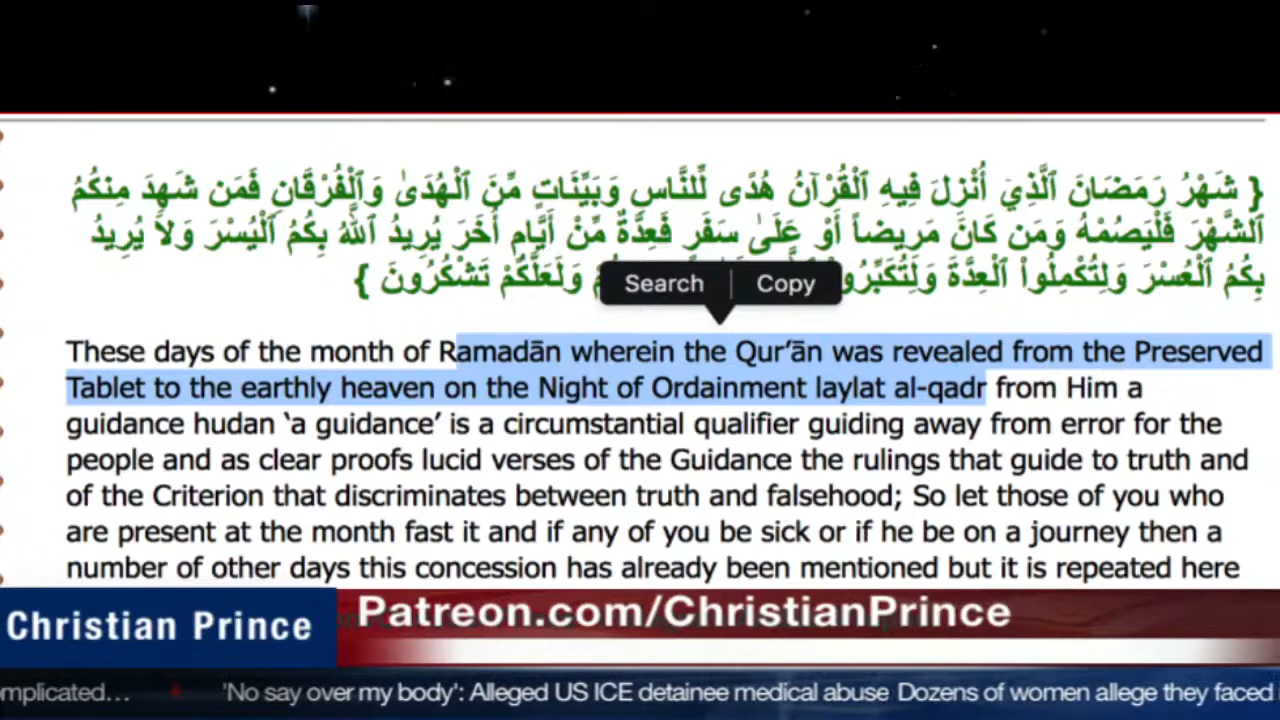 { شَهْرُ رَمَضَانَ ٱلَّذِيۤ أُنْزِلَ فِيهِ ٱلْقُرْآنُ هُدًى لِّلنَّاسِ وَبَيِّنَاتٍ مِّنَ ٱلْهُدَىٰ وَٱلْفُرْقَانِ فَمَن شَهِدَ مِنكُمُ
ٱلشَّهْرَ فَلْيَصُمْهُ وَمَن كَانَ مَرِيضاً أَوْ عَلَىٰ سَفَرٍ فَعِدَّةٌ مِّنْ أَيَّامٍ أُخَرَ يُرِيدُ ٱللَّهُ بِكُمُ ٱلْيُسْرَ وَلاَ يُرِيدُ
بِكُمُ ٱلْعُسْرَ وَلِتُكْمِلُواْ ٱلْعِدَّةَ وَلَعَلَّكُمْ تَشْكُرُونَ }
Search Copy
These days of the month of Ramadān wherein the Qur’ān was revealed from the Preserved
Tablet to the earthly heaven on the Night of Ordainment laylat al-qadr from Him a
guidance hudan ‘a guidance’ is a circumstantial qualifier guiding away from error for the
people and as clear proofs lucid verses of the Guidance the rulings that guide to truth and
of the Criterion that discriminates between truth and falsehood; So let those of you who
are present at the month fast it and if any of you be sick or if he be on a journey then a
number of other days this concession has already been mentioned but it is repeated here
Christian Prince
Patreon.com/ChristianPrince
mplicated… 'No say over my body': Alleged US ICE detainee medical abuse Dozens of women allege they faced